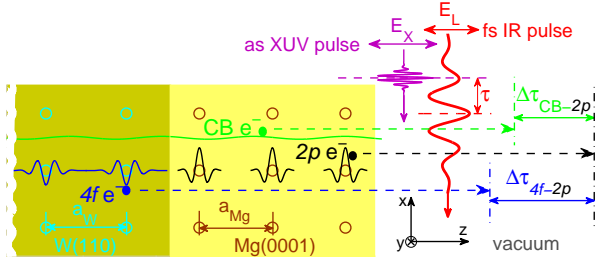 E_X
E_L
as XUV pulse
fs IR pulse
τ
Δτ_CB−2p
CB e⁻
2p e⁻
4f e⁻
Δτ_4f−2p
a_W
a_Mg
W(110)
Mg(0001)
x
y
z
vacuum